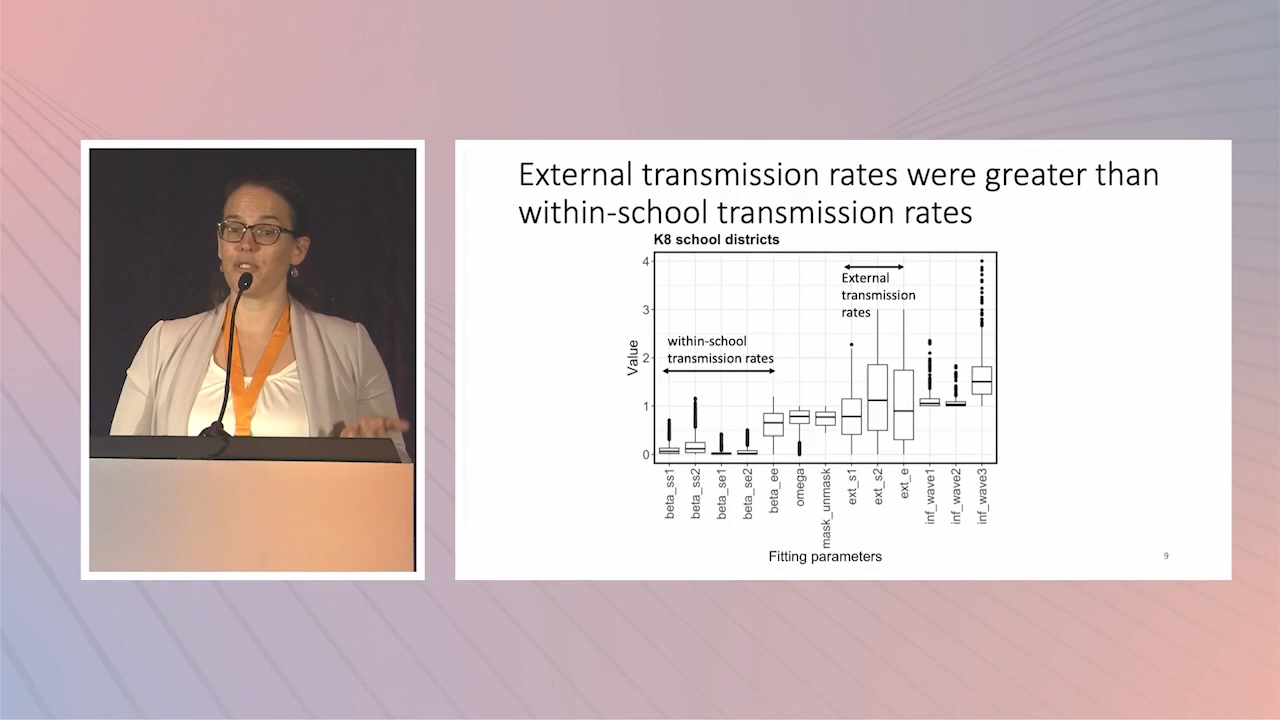 External transmission rates were greater than
within-school transmission rates
K8 school districts
4
3
2
1
0
Value
within-school
transmission rates
External
transmission
rates
beta_ss1
beta_ss2
beta_se1
beta_se2
beta_ee
omega
mask_unmask
ext_s1
ext_s2
ext_e
inf_wave1
inf_wave2
inf_wave3
Fitting parameters
9